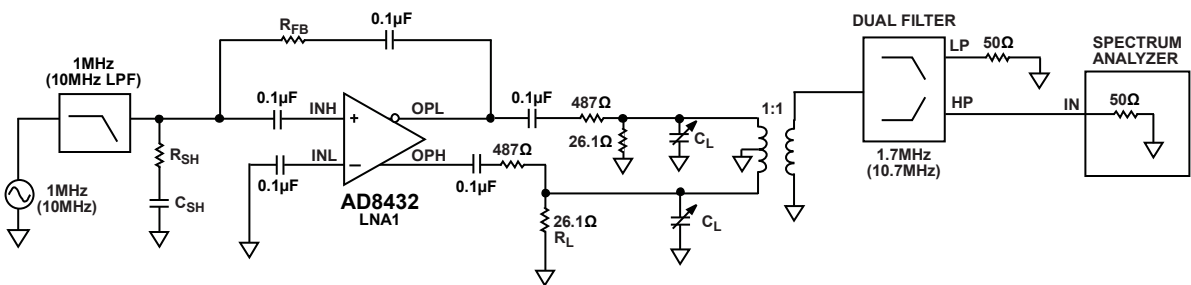 1MHz
(10MHz LPF)
1MHz
(10MHz)
RSH
CSH
RFB
0.1µF
0.1µF
INH
+
OPL
INL
−
OPH
0.1µF
AD8432
LNA1
0.1µF
487Ω
26.1Ω
CL
0.1µF
487Ω
26.1Ω
RL
CL
1:1
DUAL FILTER
LP
50Ω
HP
1.7MHz
(10.7MHz)
SPECTRUM
ANALYZER
IN
50Ω